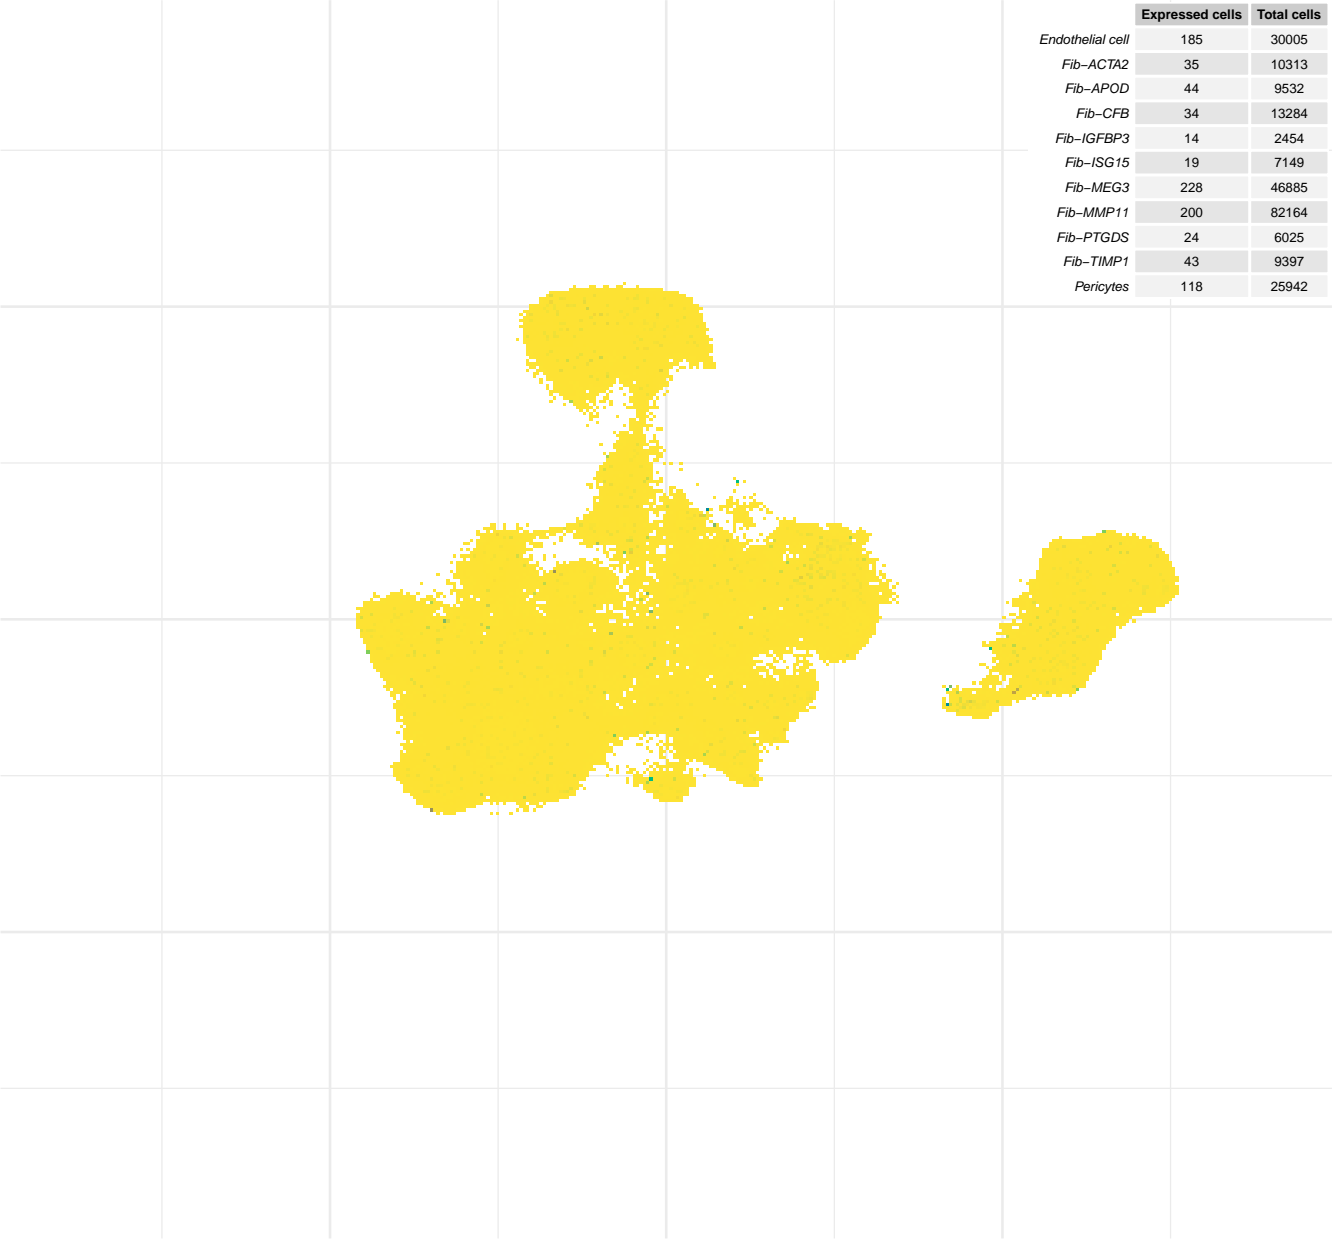 Expressed cells Total cells
Endothelial cell 185 30005
Fib−ACTA2 35 10313
Fib−APOD 44 9532
Fib−CFB 34 13284
Fib−IGFBP3 14 2454
Fib−ISG15 19 7149
Fib−MEG3 228 46885
Fib−MMP11 200 82164
Fib−PTGDS 24 6025
Fib−TIMP1 43 9397
Pericytes 118 25942